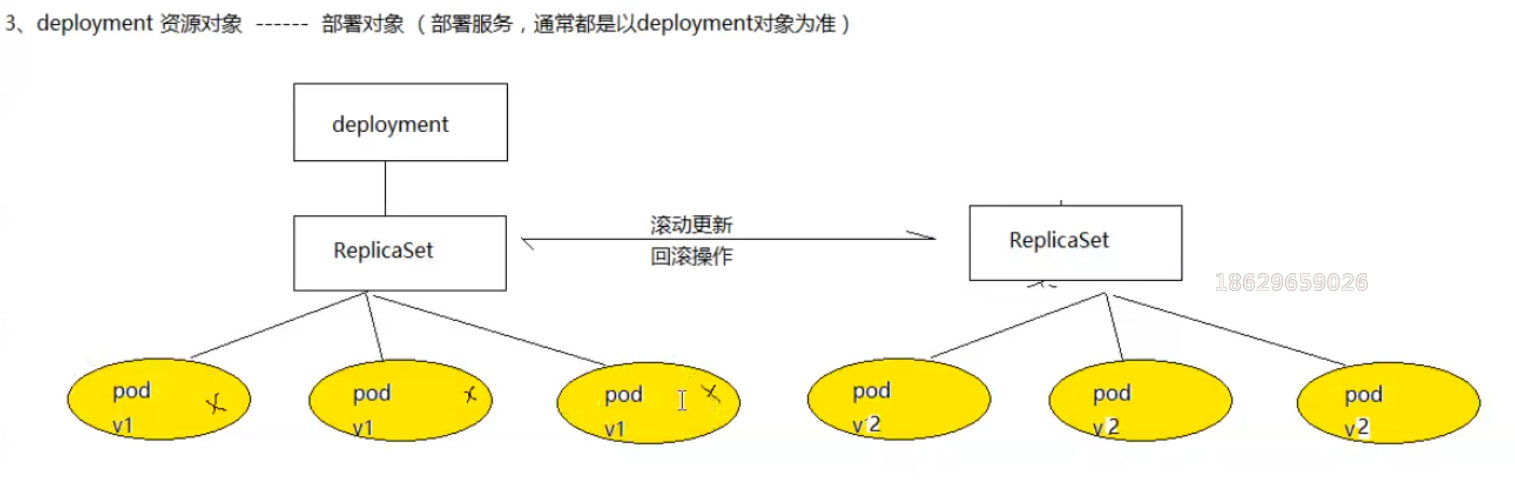 3、deployment 资源对象 ------ 部署对象 ( 部署服务，通常都是以deployment对象为准 )
deployment
滚动更新
回滚操作
ReplicaSet
ReplicaSet
18629659026
pod
v1
pod
v1
pod
v1
pod
v2
pod
v2
pod
v2